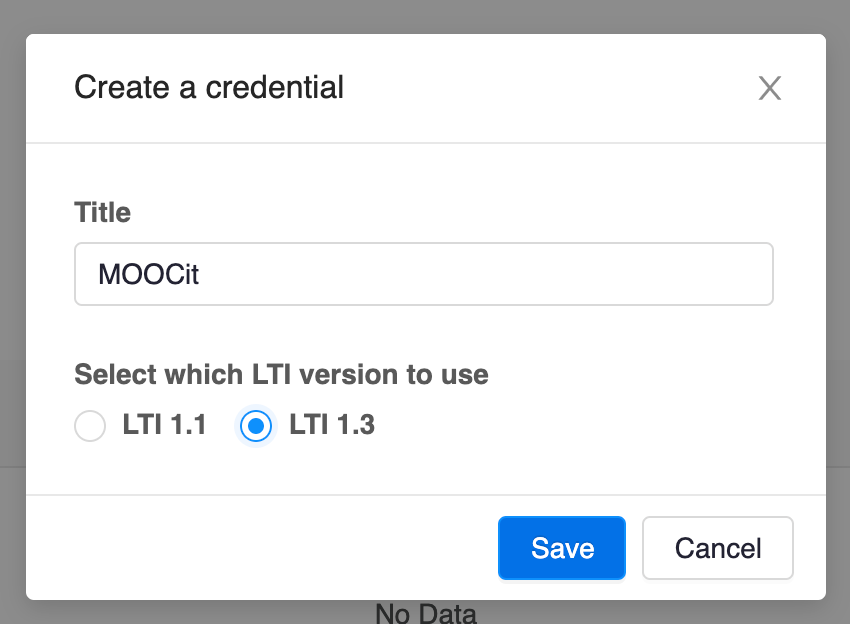 Create a credential
Title
MOOCit
Select which LTI version to use
LTI 1.1 LTI 1.3
Save Cancel
No Data